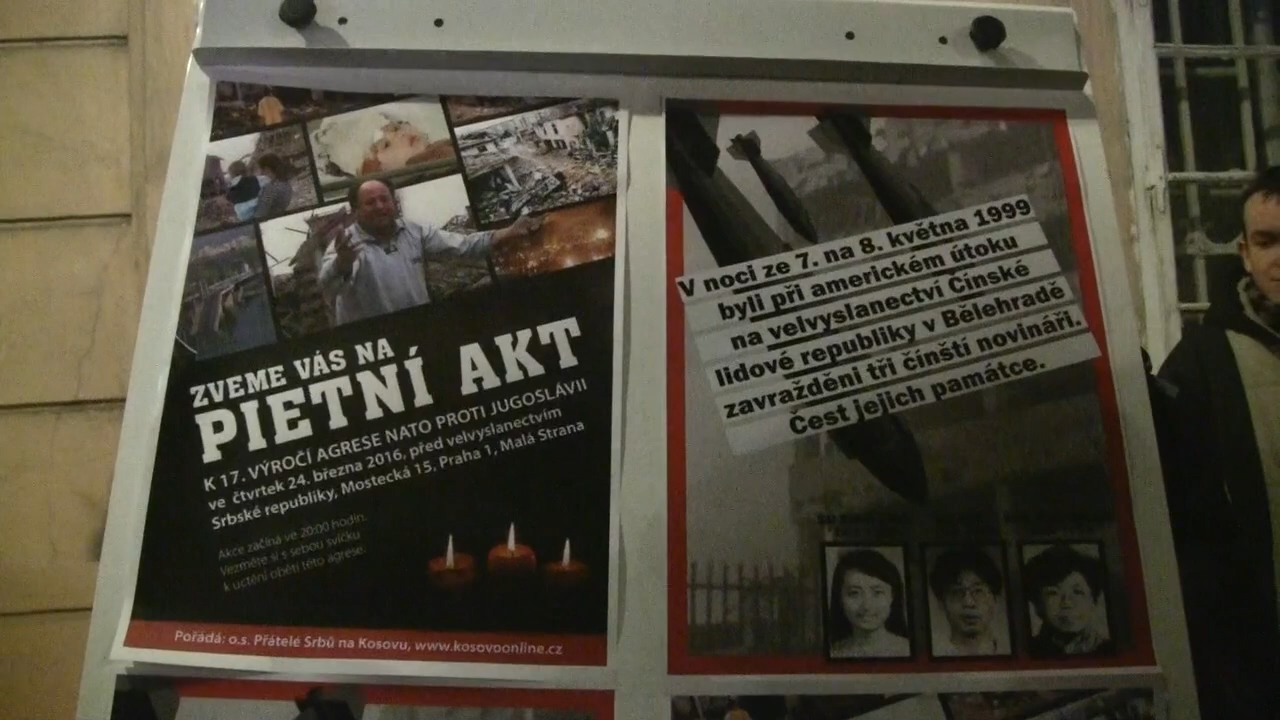 ZVEME VÁS NA
PIETNÍ AKT
K 17. VÝROČÍ AGRESE NATO PROTI JUGOSLÁVII
ve čtvrtek 24. března 2016, před velvyslanectvím
Srbské republiky, Mostecká 15, Praha 1, Malá Strana
Akce začíná ve 20:00 hodin.
Vezměte si s sebou svíčku
k uctění obětí této agrese.
Pořádá: o.s. Přátelé Srbů na Kosovu, www.kosovoonline.cz
V noci ze 7. na 8. května 1999
byli při americkém útoku
na velvyslanectví Čínské
lidové republiky v Bělehradě
zavražděni tři čínští novináři.
Čest jejich památce.